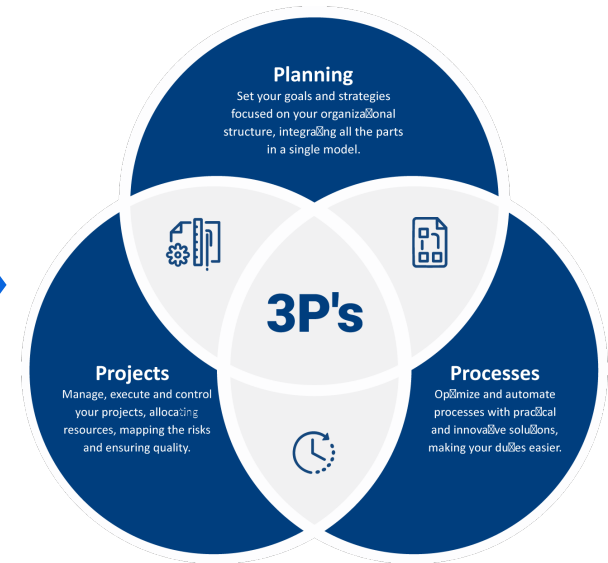 Planning
Set your goals and strategies
focused on your organiza☒onal
structure, integra☒ng all the parts
in a single model.
3P's
Projects
Manage, execute and control
your projects, allocating
resources, mapping the risks
and ensuring quality.
Processes
Op☒mize and automate
processes with prac☒cal
and innova☒ve solu☒ons,
making your du☒es easier.